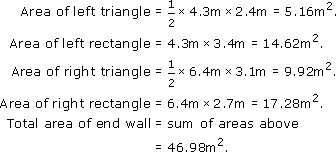 Area of left triangle = 1/2 × 4.3m × 2.4m = 5.16m².
Area of left rectangle = 4.3m × 3.4m = 14.62m².
Area of right triangle = 1/2 × 6.4m × 3.1m = 9.92m².
Area of right rectangle = 6.4m × 2.7m = 17.28m².
Total area of end wall = sum of areas above
= 46.98m².